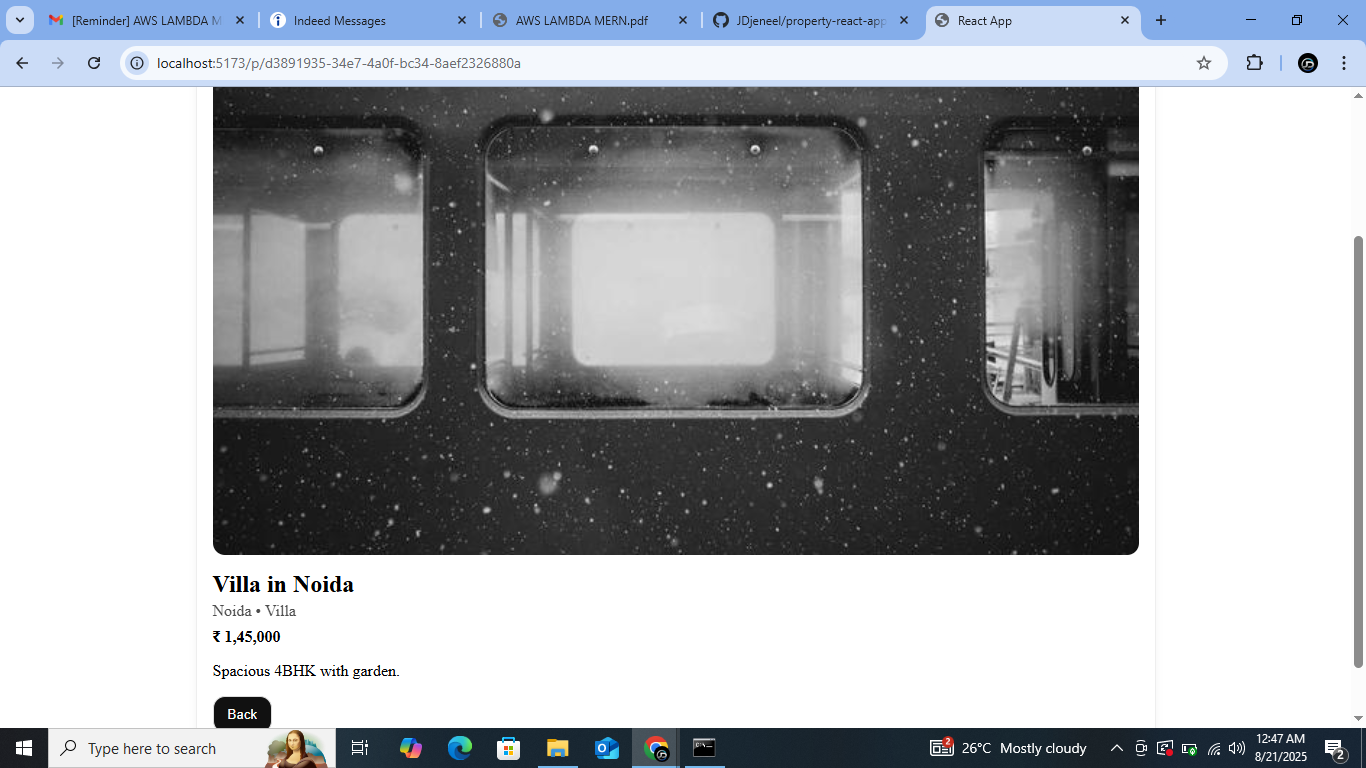 [Reminder] AWS LAMBDA M
Indeed Messages
AWS LAMBDA MERN.pdf
JDjeneel/property-react-app
React App
localhost:5173/p/d3891935-34e7-4a0f-bc34-8aef2326880a
Villa in Noida
Noida • Villa
₹ 1,45,000
Spacious 4BHK with garden.
Back
Type here to search
2
26°C Mostly cloudy
12:47 AM
8/21/2025
2